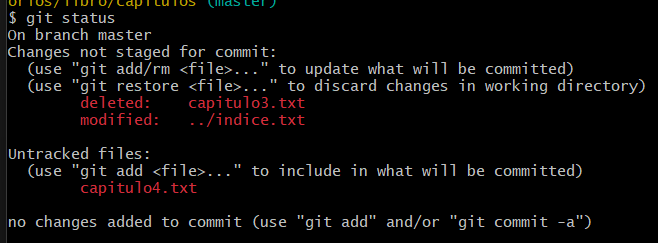 orios/libro/capitulos (master)
$ git status
On branch master
Changes not staged for commit:
  (use "git add/rm <file>..." to update what will be committed)
  (use "git restore <file>..." to discard changes in working directory)
        deleted:    capitulo3.txt
        modified:   ../indice.txt

Untracked files:
  (use "git add <file>..." to include in what will be committed)
        capitulo4.txt

no changes added to commit (use "git add" and/or "git commit -a")